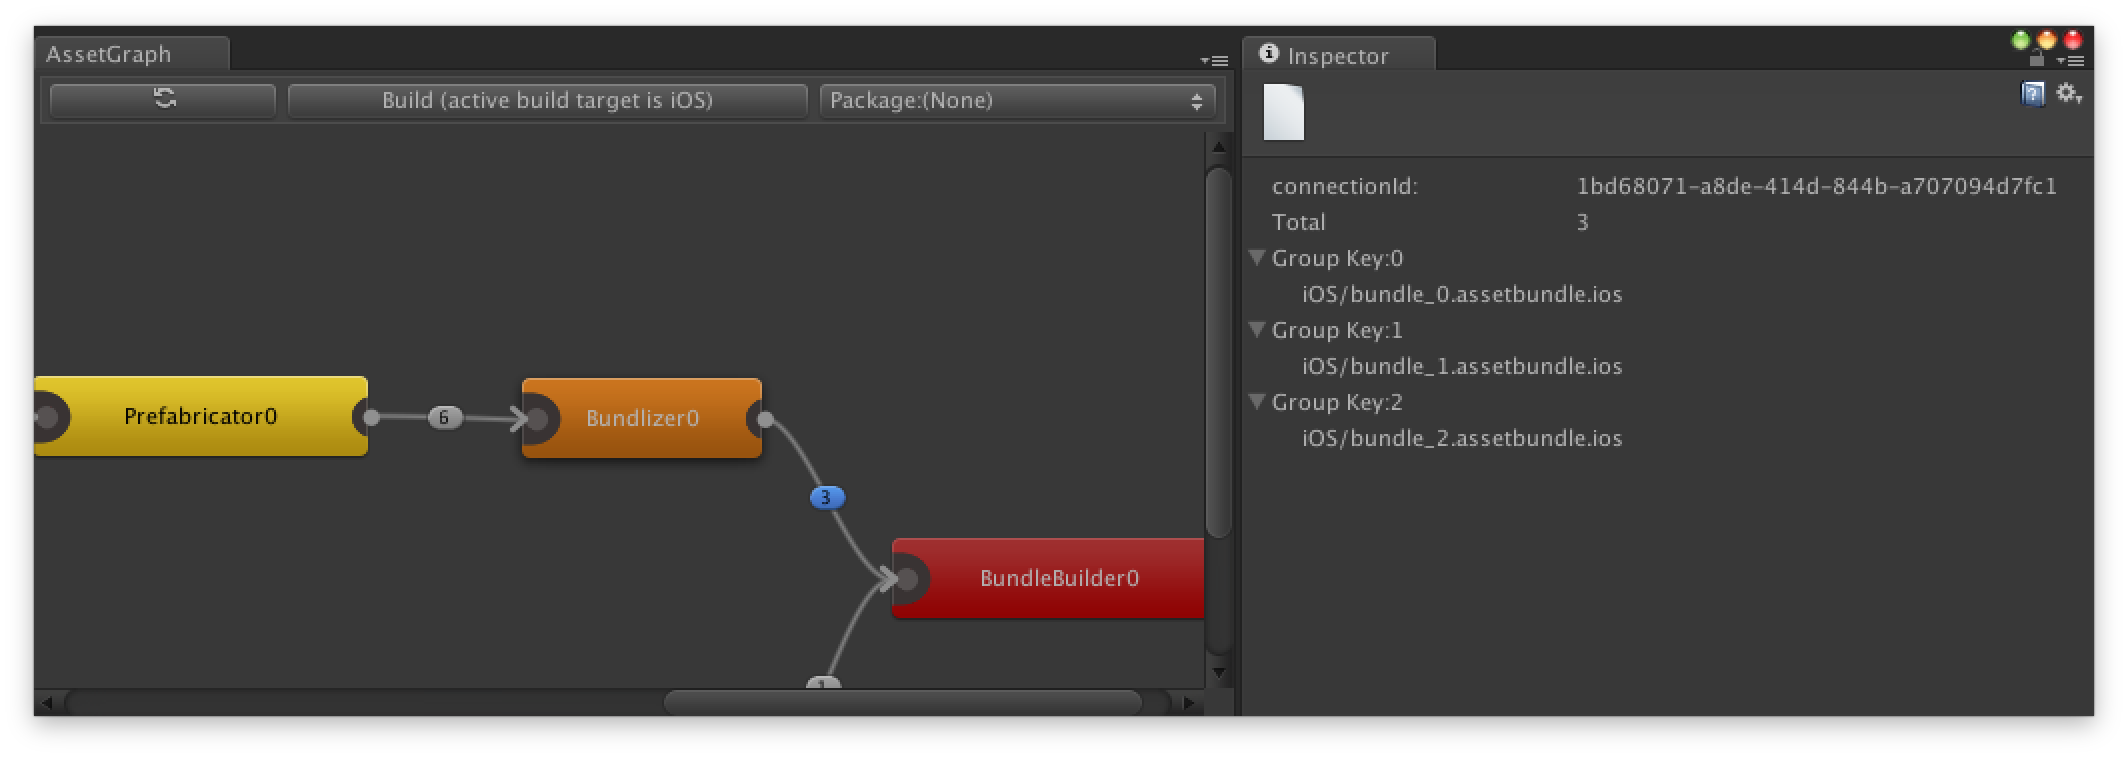 AssetGraph
Build (active build target is iOS)
Package:(None)
Prefabricator0
6
Bundlizer0
3
BundleBuilder0
1
Inspector
connectionId: 1bd68071-a8de-414d-844b-a707094d7fc1
Total 3
Group Key:0
iOS/bundle_0.assetbundle.ios
Group Key:1
iOS/bundle_1.assetbundle.ios
Group Key:2
iOS/bundle_2.assetbundle.ios